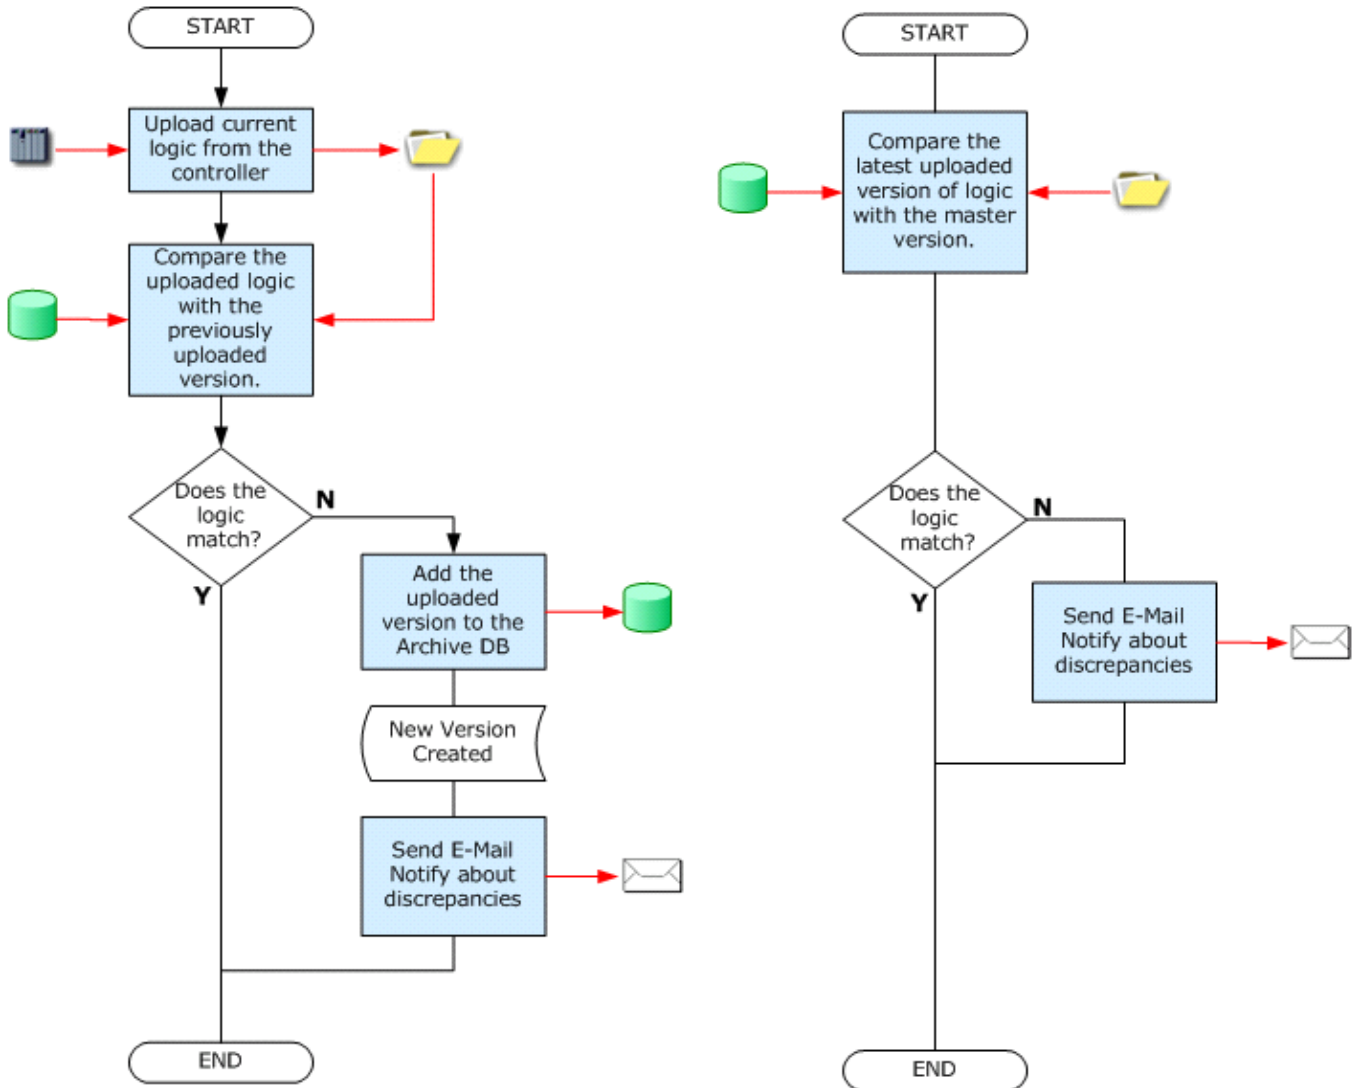 START
Upload current
logic from the
controller
Compare the
uploaded logic
with the
previously
uploaded
version.
Does the
logic
match?
N
Y
Add the
uploaded
version to the
Archive DB
New Version
Created
Send E-Mail
Notify about
discrepancies
END
START
Compare the
latest uploaded
version of logic
with the master
version.
Does the
logic
match?
N
Y
Send E-Mail
Notify about
discrepancies
END